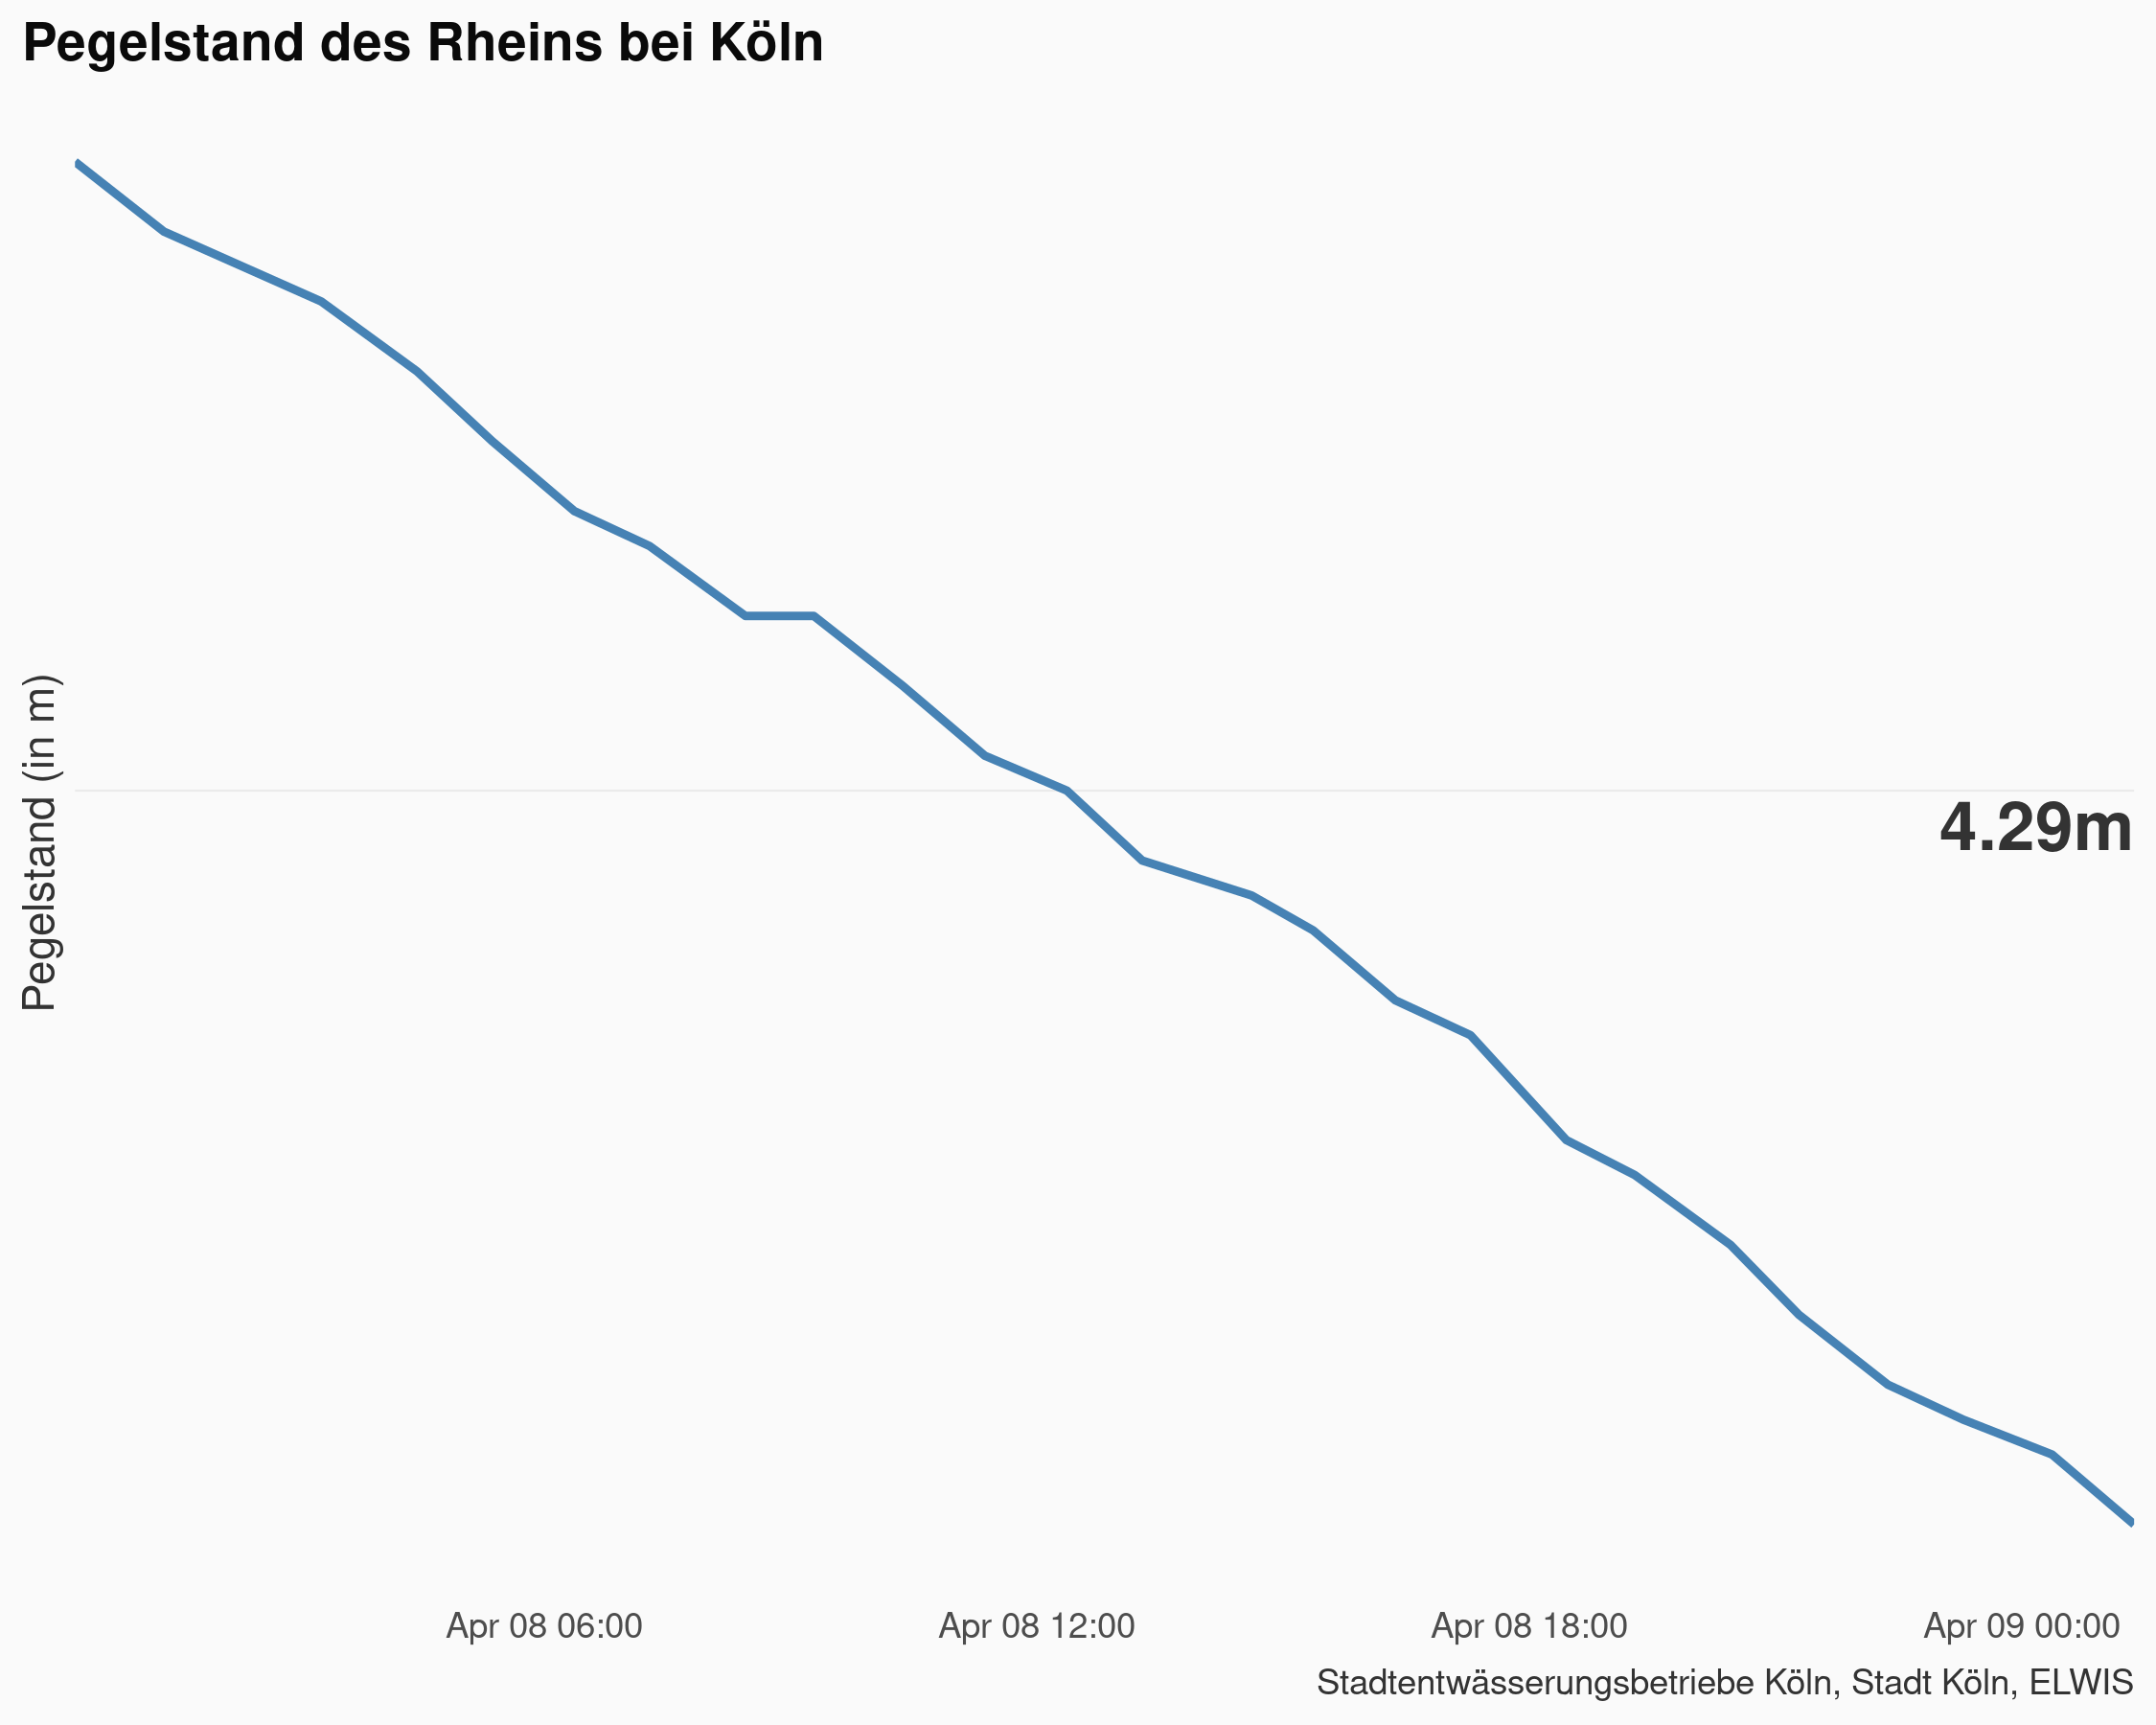 Pegelstand des Rheins bei Köln
Pegelstand (in m)
4.29m
Apr 08 06:00
Apr 08 12:00
Apr 08 18:00
Apr 09 00:00
Stadtentwässerungsbetriebe Köln, Stadt Köln, ELWIS